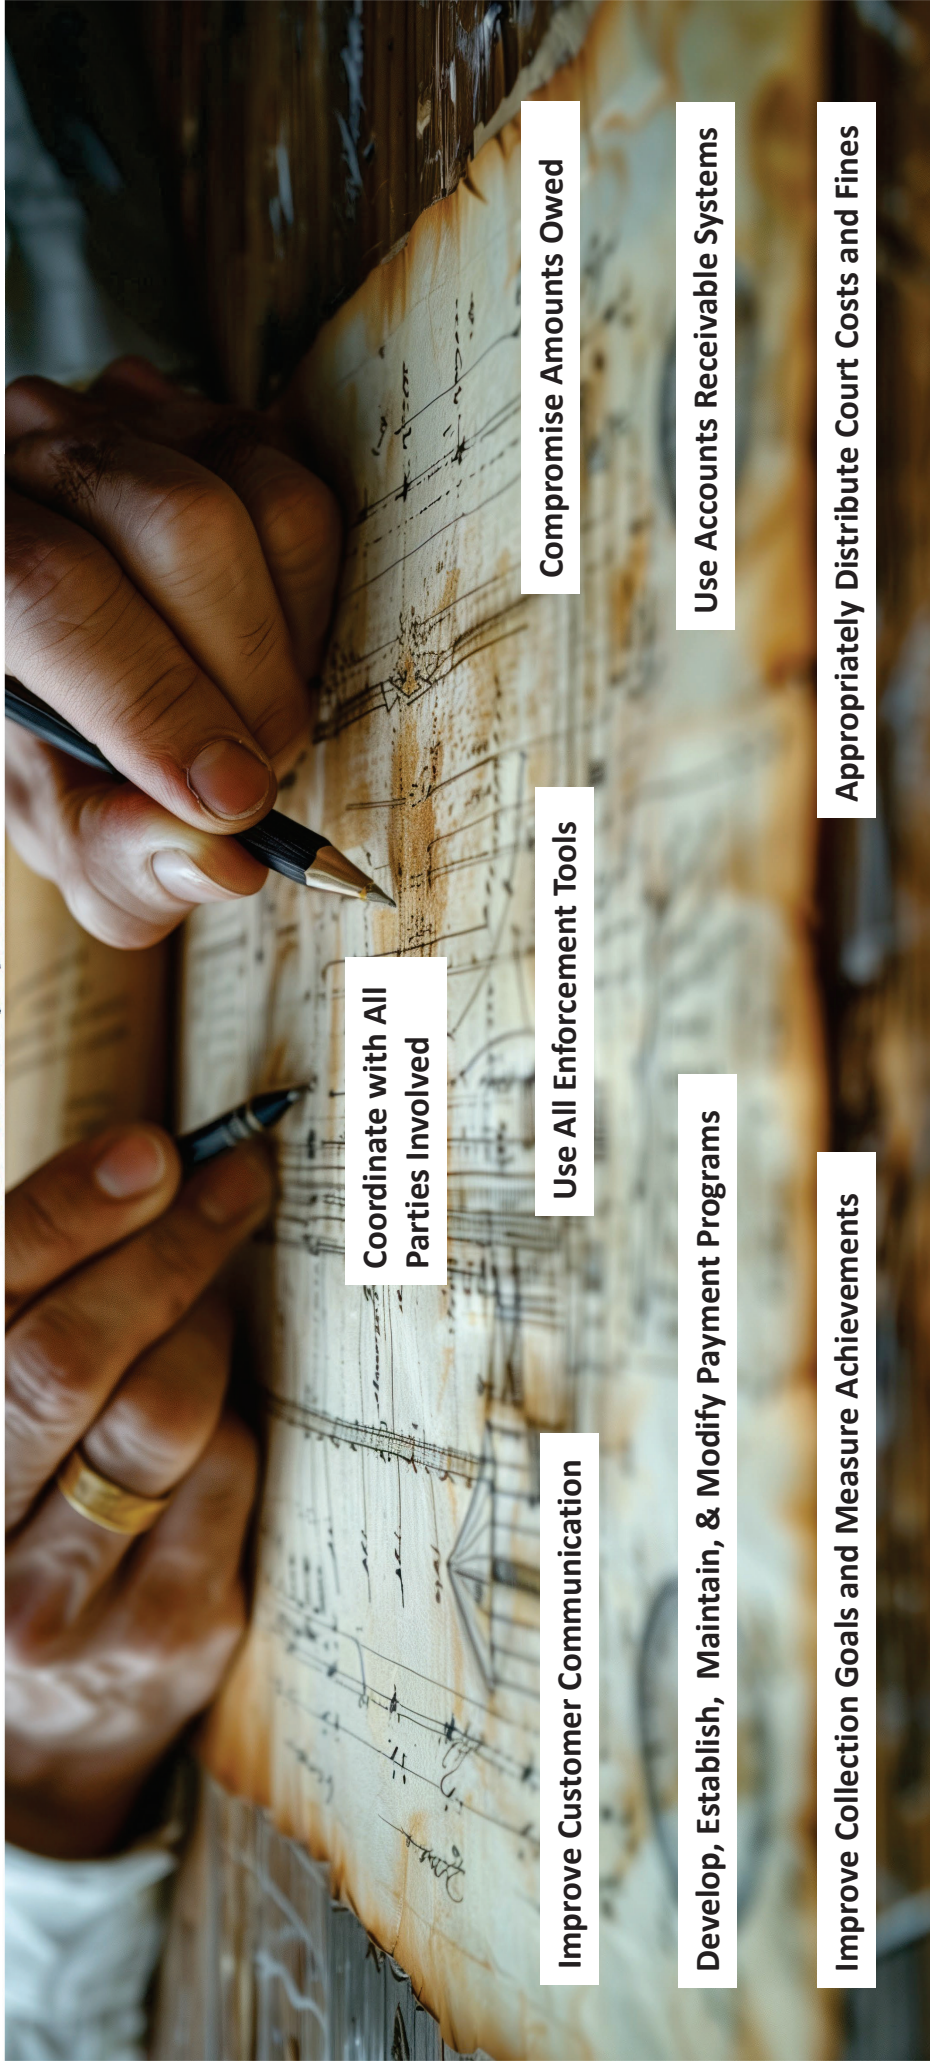 Coordinate with All
Parties Involved
Improve Customer Communication
Use All Enforcement Tools
Compromise Amounts Owed
Develop, Establish,  Maintain, & Modify Payment Programs
Use Accounts Receivable Systems
Improve Collection Goals and Measure Achievements
Appropriately Distribute Court Costs and Fines